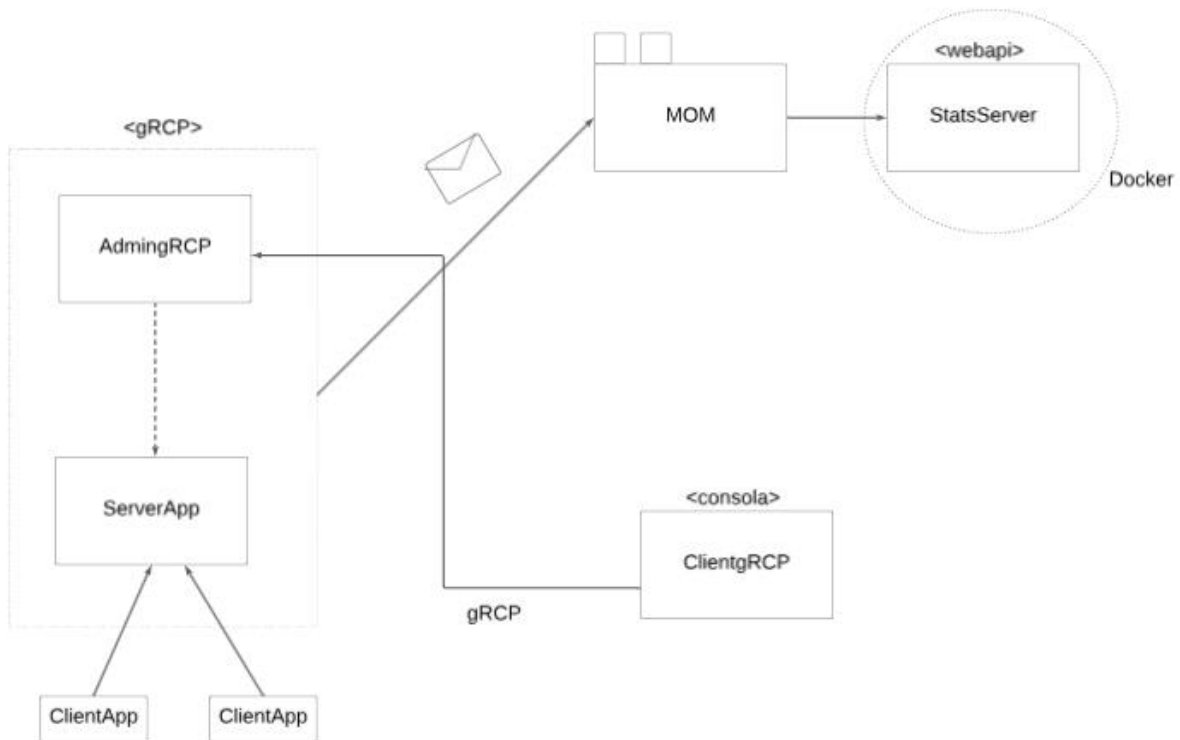 <webapi>
MOM
StatsServer
<gRCP>
Docker
AdmingRCP
<consola>
ServerApp
ClientgRCP
gRCP
ClientApp
ClientApp